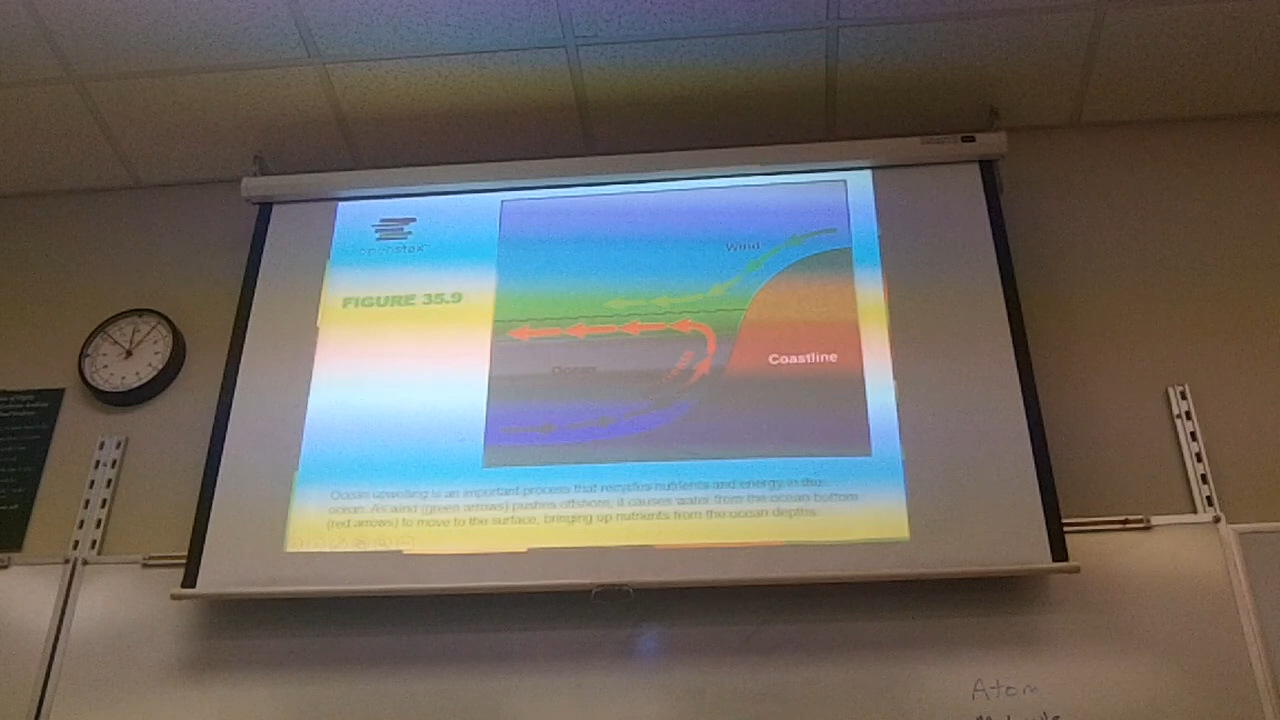 openstax
FIGURE 35.9
Wind
Coastline
Ocean
Ocean upwelling is an important process that recycles nutrients and energy in the
ocean. As wind (green arrows) pushes offshore, it causes water from the ocean bottom
(red arrows) to move to the surface, bringing up nutrients from the ocean depths.
Atom